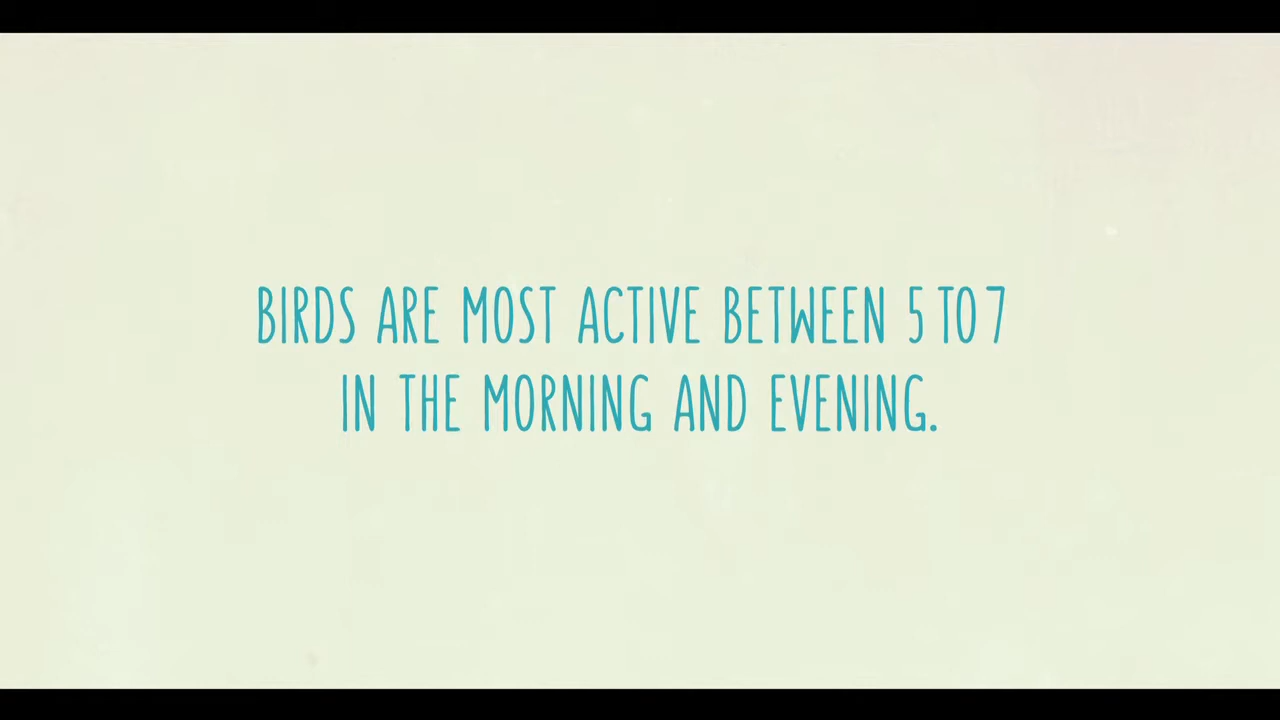 BIRDS ARE MOST ACTIVE BETWEEN 5 TO 7
IN THE MORNING AND EVENING.